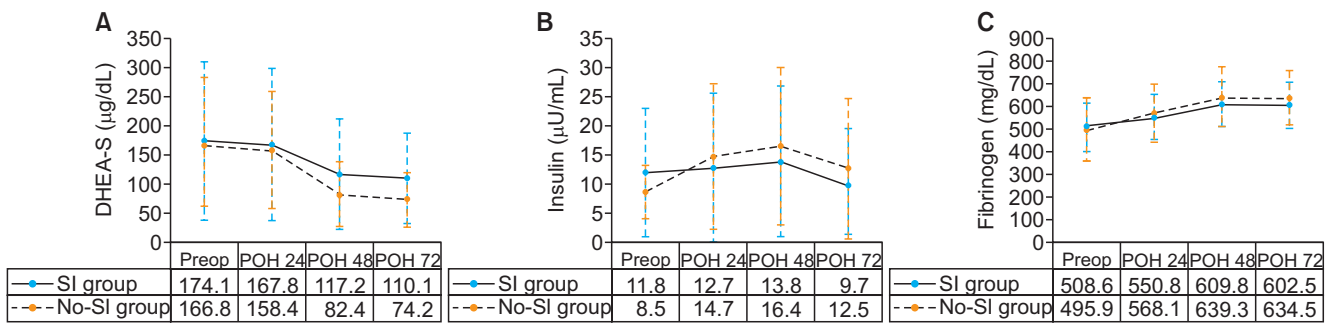 A
DHEA-S (μg/dL)
350
300
250
200
150
100
50
0
Preop POH 24 POH 48 POH 72
SI group 174.1 167.8 117.2 110.1
No-SI group 166.8 158.4 82.4 74.2
B
Insulin (μU/mL)
35
30
25
20
15
10
5
0
Preop POH 24 POH 48 POH 72
SI group 11.8 12.7 13.8 9.7
No-SI group 8.5 14.7 16.4 12.5
C
Fibrinogen (mg/dL)
900
800
700
600
500
400
300
200
100
0
Preop POH 24 POH 48 POH 72
SI group 508.6 550.8 609.8 602.5
No-SI group 495.9 568.1 639.3 634.5